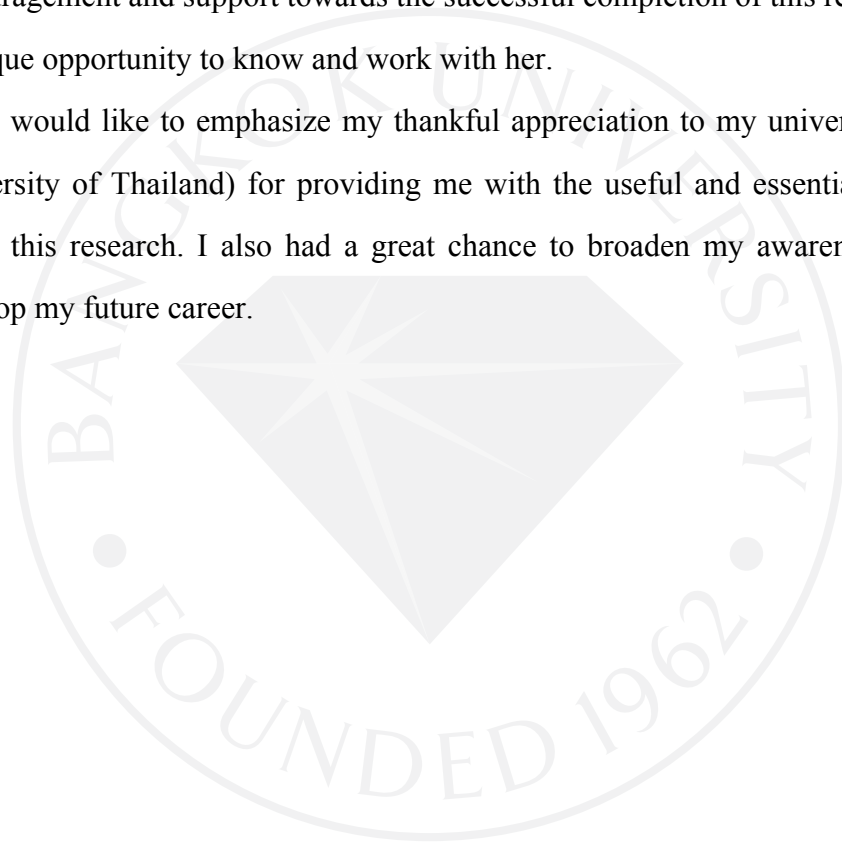 ragement and support towards the successful completion of this re
que opportunity to know and work with her.
would like to emphasize my thankful appreciation to my univer
ersity of Thailand) for providing me with the useful and essentia
this research. I also had a great chance to broaden my awaren
op my future career.
BANGKOK UNIVERSITY
FOUNDED 1962